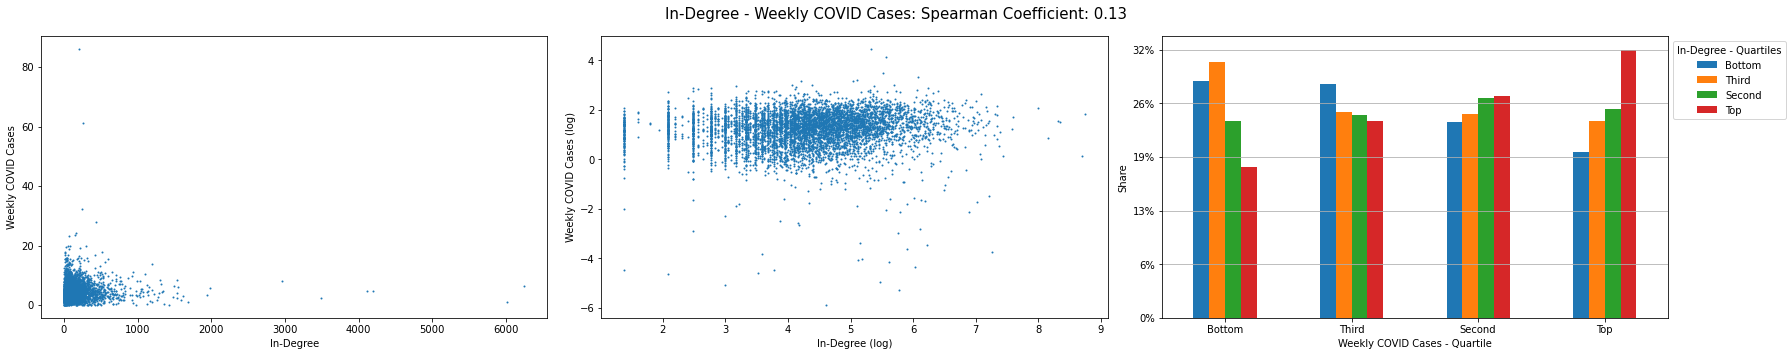 In-Degree - Weekly COVID Cases: Spearman Coefficient: 0.13
Weekly COVID Cases
80
60
40
20
0
0
1000
2000
3000
4000
5000
6000
In-Degree
Weekly COVID Cases (log)
4
2
0
−2
−4
−6
2
3
4
5
6
7
8
9
In-Degree (log)
Share
32%
26%
19%
13%
6%
0%
Bottom
Third
Second
Top
Weekly COVID Cases - Quartile
In-Degree - Quartiles
Bottom
Third
Second
Top